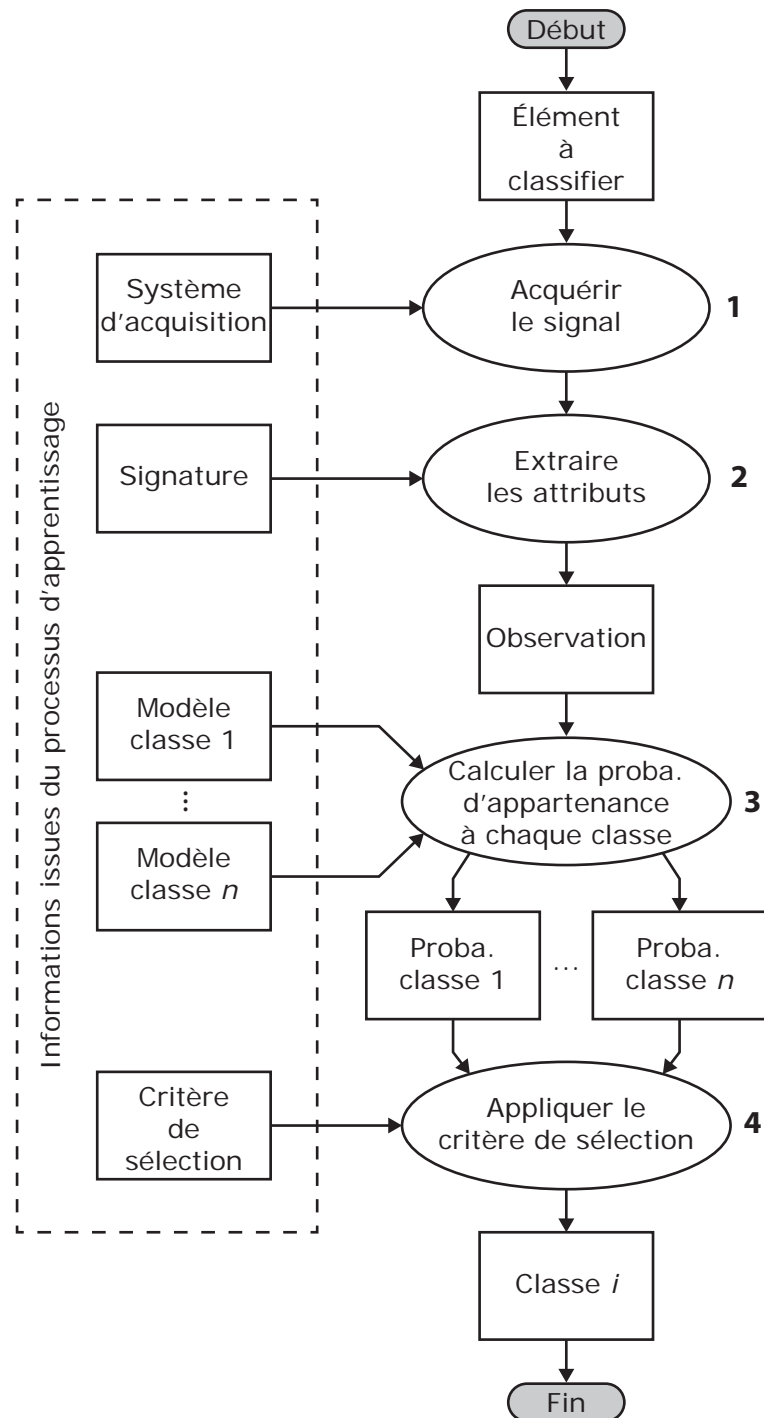 Début
Élément
à
classifier
Système
d'acquisition
Acquérir
le signal
1
Signature
Extraire
les attributs
2
Informations issues du processus d'apprentissage
Observation
Modèle
classe 1
...
Modèle
classe n
Calculer la proba.
d'appartenance
à chaque classe
3
Proba.
classe 1
...
Proba.
classe n
Critère
de
sélection
Appliquer le
critère de sélection
4
Classe i
Fin